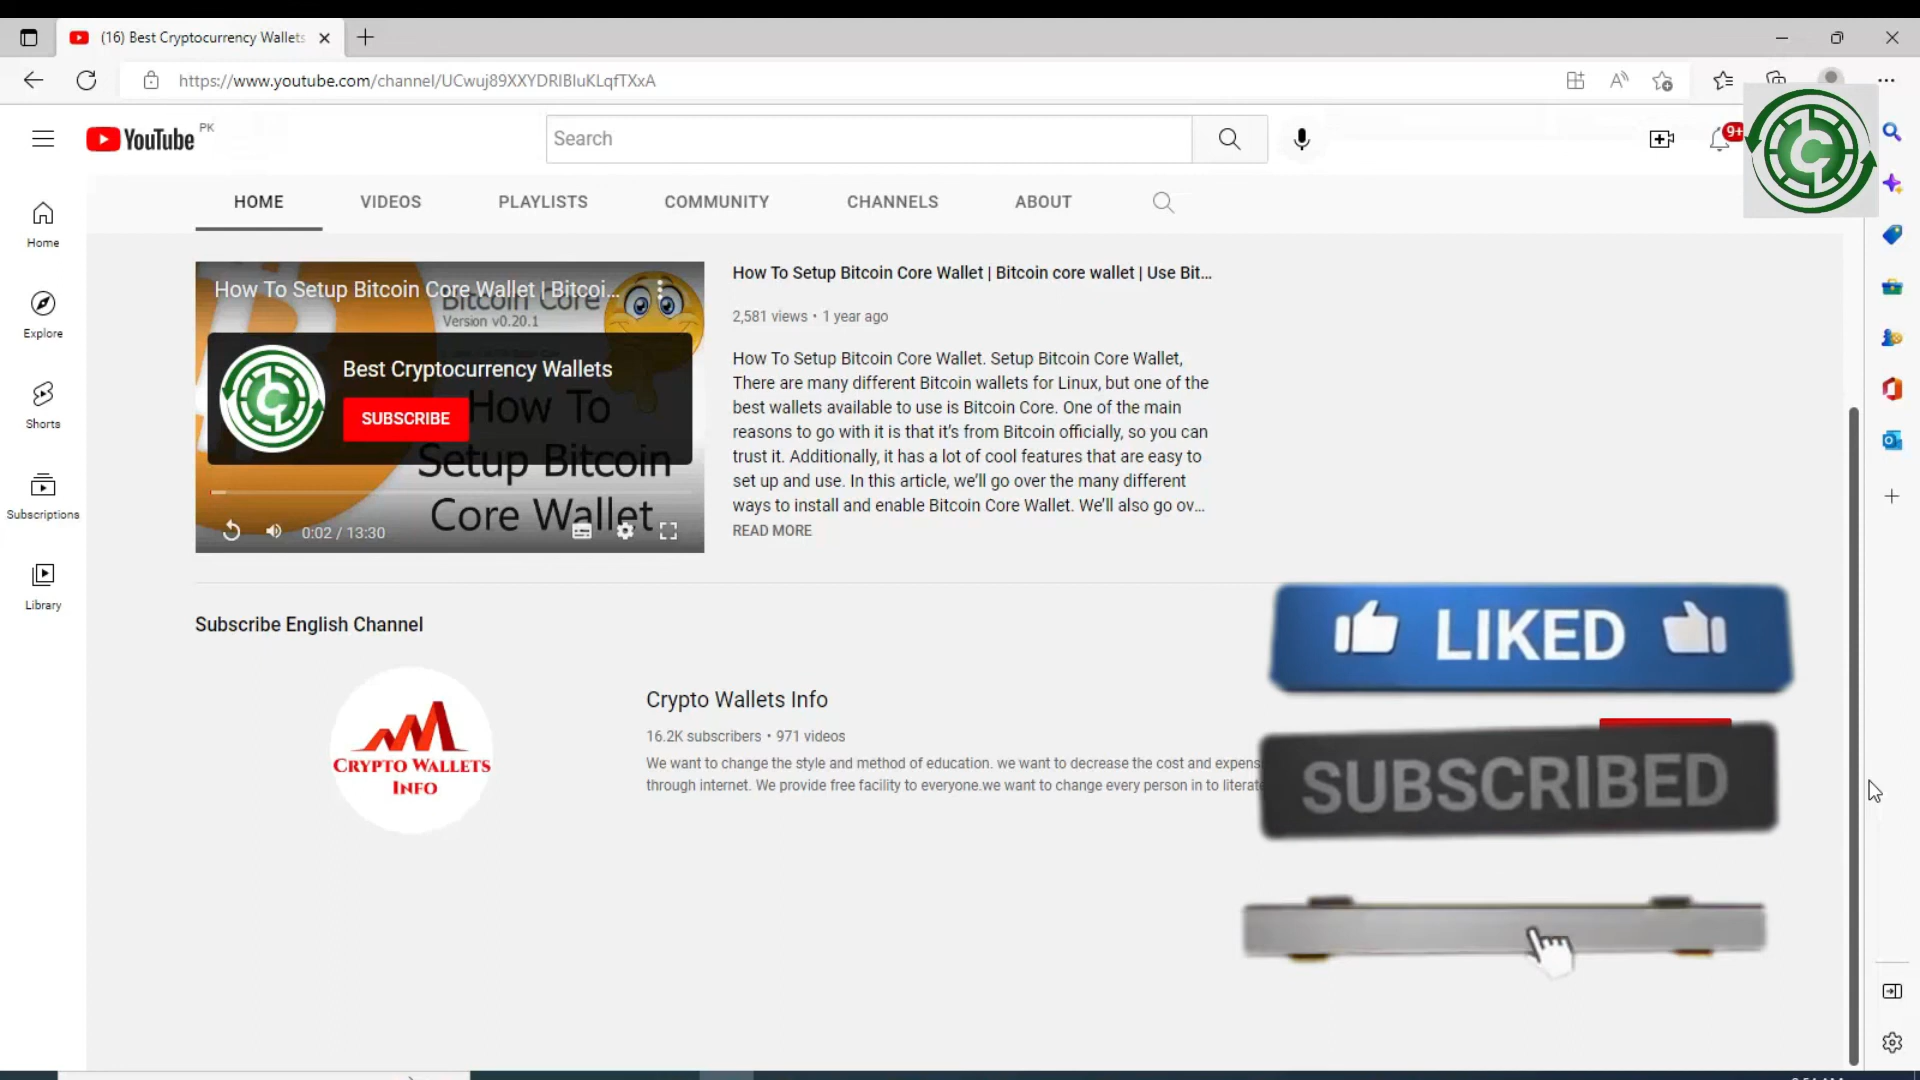 (16) Best Cryptocurrency Wallets
https://www.youtube.com/channel/UCwuj89XXYDRIBluKLqfTXxA
YouTube PK
Search
9+
HOME VIDEOS PLAYLISTS COMMUNITY CHANNELS ABOUT
Home
Explore
Shorts
Subscriptions
Library
How To Setup Bitcoin Core Wallet | Bitcoi...
Bitcoin Core
Version v0.20.1
Best Cryptocurrency Wallets
SUBSCRIBE
How To
Setup Bitcoin
Core Wallet
0:02 / 13:30
How To Setup Bitcoin Core Wallet | Bitcoin core wallet | Use Bit...
2,581 views • 1 year ago
How To Setup Bitcoin Core Wallet. Setup Bitcoin Core Wallet,
There are many different Bitcoin wallets for Linux, but one of the
best wallets available to use is Bitcoin Core. One of the main
reasons to go with it is that it's from Bitcoin officially, so you can
trust it. Additionally, it has a lot of cool features that are easy to
set up and use. In this article, we'll go over the many different
ways to install and enable Bitcoin Core Wallet. We'll also go ov...
READ MORE
Subscribe English Channel
CRYPTO WALLETS
INFO
Crypto Wallets Info
16.2K subscribers • 971 videos
We want to change the style and method of education. we want to decrease the cost and
through internet. We provide free facility to everyone.we want to change every person in to
LIKED
SUBSCRIBED